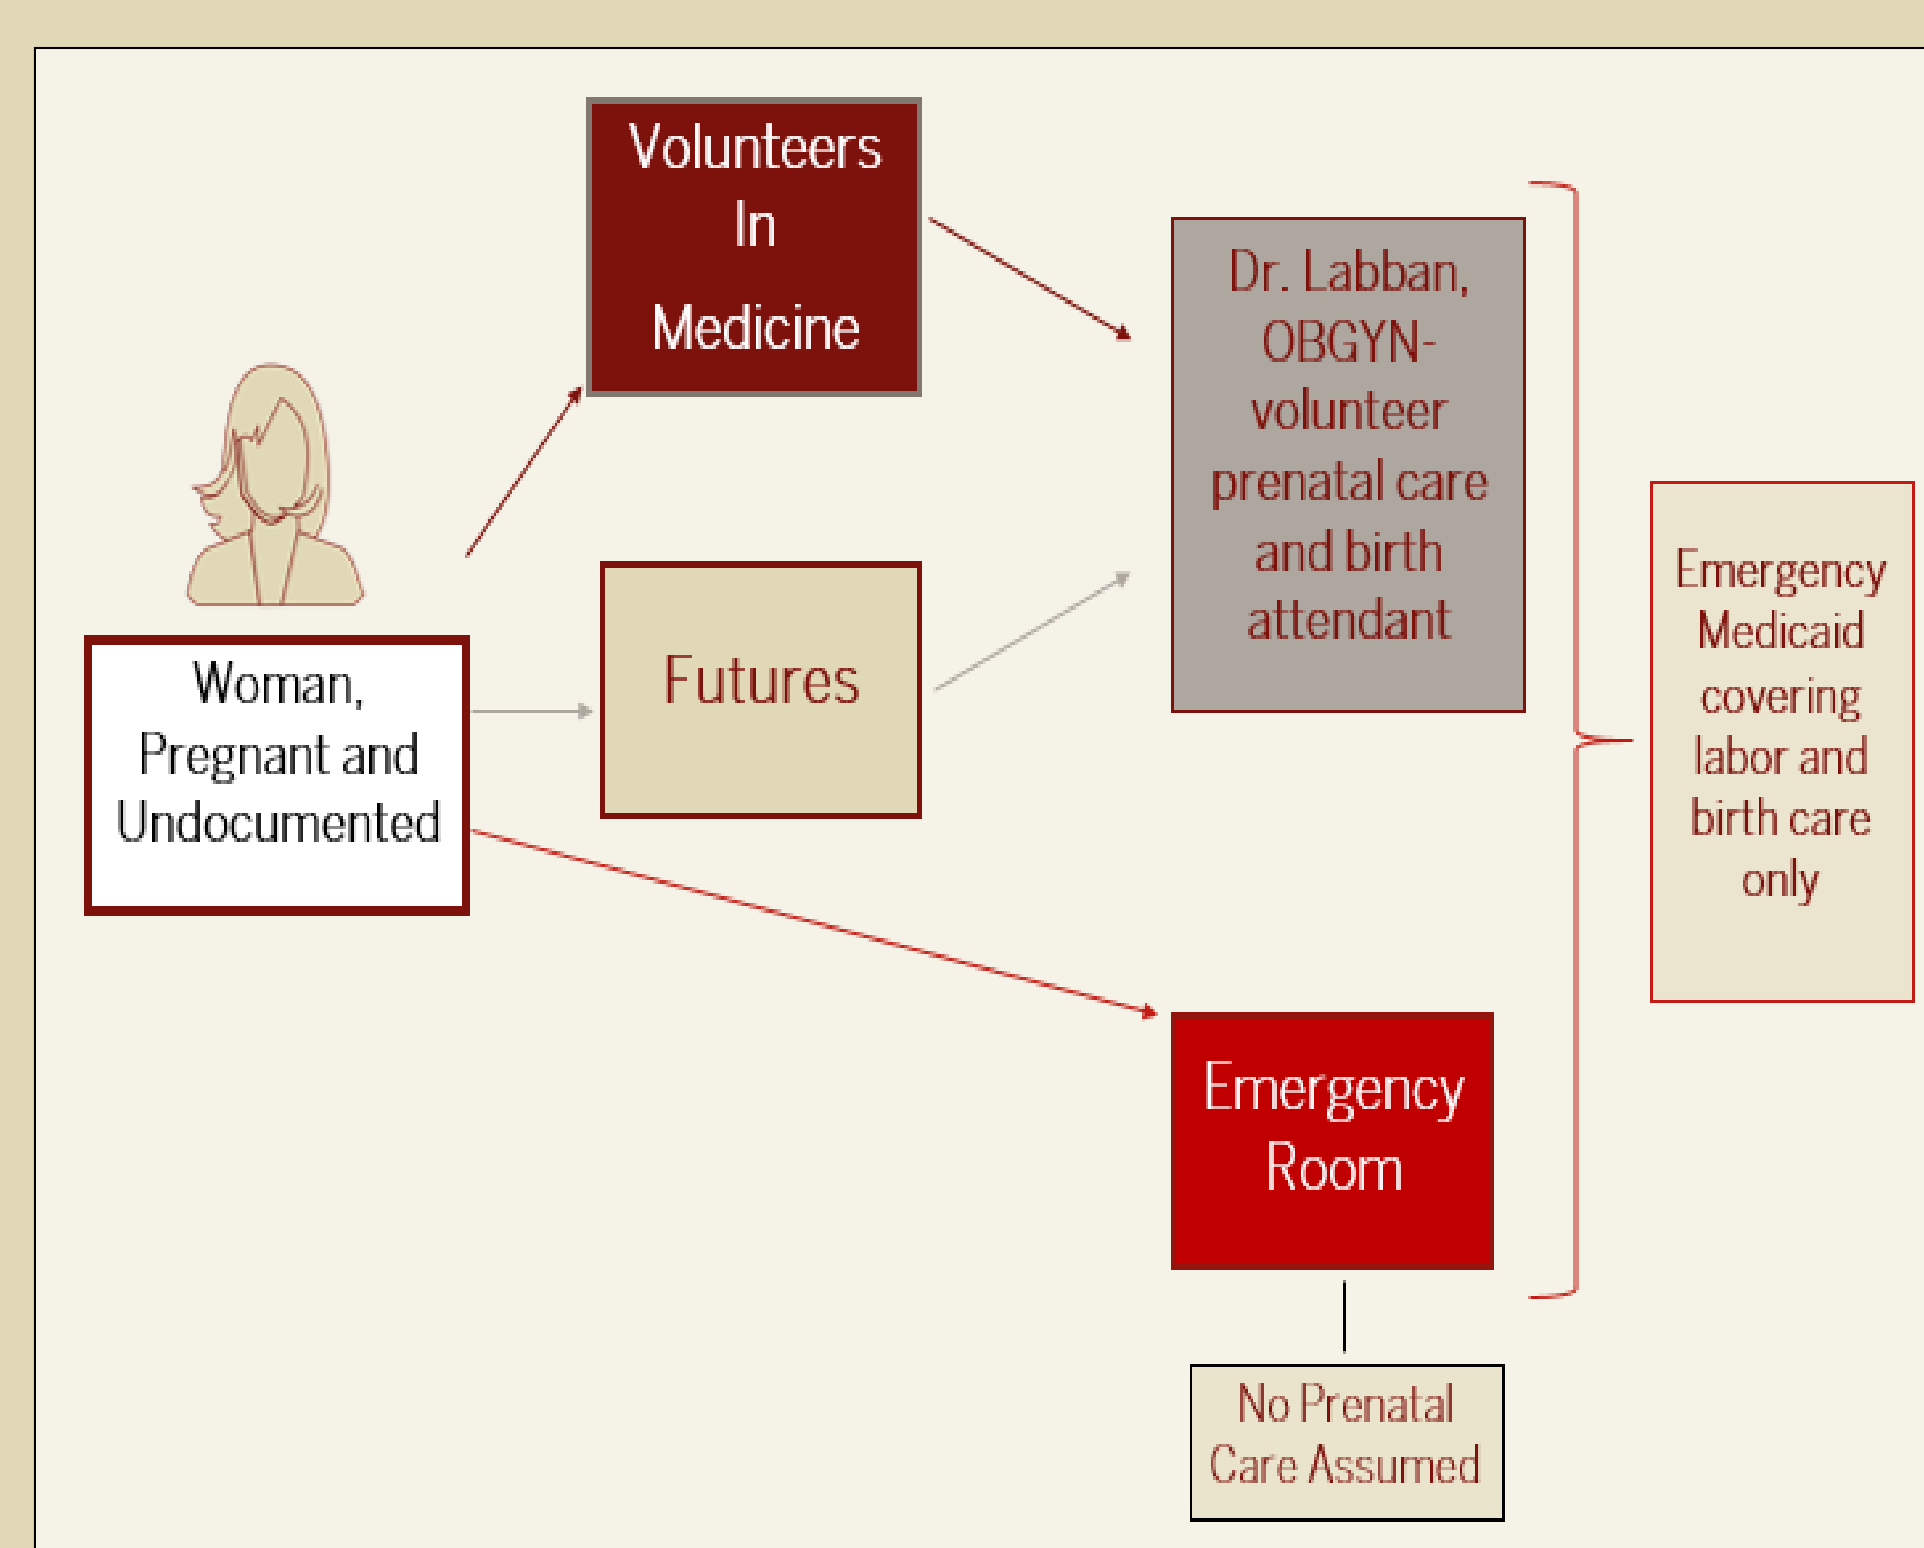 Volunteers
In
Medicine
Dr. Labban,
OBGYN-
volunteer
prenatal care
and birth
attendant
Woman,
Pregnant and
Undocumented
Futures
Emergency
Medicaid
covering
labor and
birth care
only
Emergency
Room
No Prenatal
Care Assumed